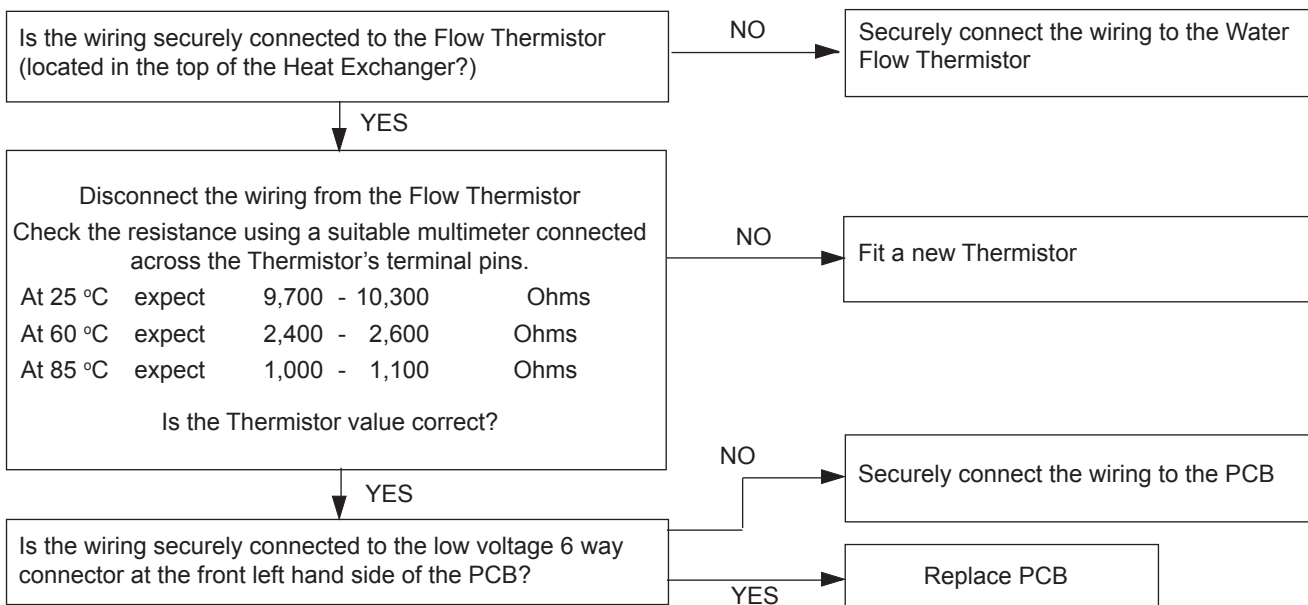 Is the wiring securely connected to the Flow Thermistor
(located in the top of the Heat Exchanger?)
NO
Securely connect the wiring to the Water
Flow Thermistor
YES
Disconnect the wiring from the Flow Thermistor
Check the resistance using a suitable multimeter connected
across the Thermistor's terminal pins.
At 25 ºC expect 9,700 - 10,300 Ohms
At 60 ºC expect 2,400 - 2,600 Ohms
At 85 ºC expect 1,000 - 1,100 Ohms
Is the Thermistor value correct?
NO
Fit a new Thermistor
YES
Is the wiring securely connected to the low voltage 6 way
connector at the front left hand side of the PCB?
NO
Securely connect the wiring to the PCB
YES
Replace PCB